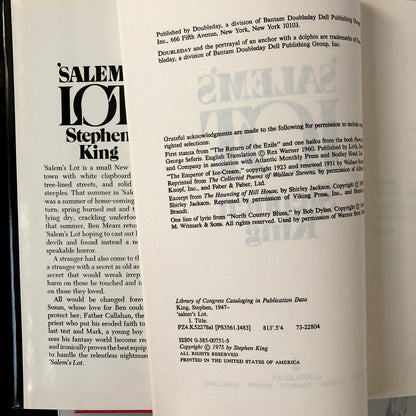 'SALEM'S
LOT
Stephen
King
'Salem's Lot is a small New
town with white clapboard
tree-lined streets, and solid
steeples. That summer in 'Salem
was a summer of home-coming
turn; spring burned out and t
lying dry, crackling underfoot
that summer, Ben Mears return
'Salem's Lot hoping to cast out
devils and found instead a ne
speakable horror.
A stranger had also come to th
a stranger with a secret as old as
secret that would wreak irrep
harm on those he touched and in
on those they loved.
All would be changed forev
Susan, whose love for Ben could
protect her; Father Callahan, the
priest who put his eroded faith to
last test and Mark, a young boy
sees his fantasy world become rea
and ironically proves the best equip
to handle the relentless nightmare
'Salem's Lot.
Published by Doubleday, a division of Bantam Doubleday Dell Publishing Group,
Inc., 666 Fifth Avenue, New York, New York 10103.
DOUBLEDAY and the portrayal of an anchor with a dolphin are trademarks of
bleday, a division of Bantam Doubleday Dell Publishing Group, Inc.
Grateful acknowledgments are made to the following for permission to include
righted selections:
First stanza from "The Return of the Exile" and one haiku from the book
George Seferis. English Translation © Rex Warner 1960. Published by Little,
and Company in association with Atlantic Monthly Press and Bodley Head,
"The Emperor of Ice-Cream," copyright 1923 and renewed 1951 by Wallace
Reprinted from The Collected Poems of Wallace Stevens, by permission of
Knopf, Inc., and Faber & Faber, Ltd.
Excerpts from The Haunting of Hill House, by Shirley Jackson. Copyright
Shirley Jackson. Reprinted by permission of Viking Press, Inc., and
Brandt.
One line of lyric from "North Country Blues," by Bob Dylan. Copyright
M. Witmark & Sons. All rights reserved. Used by permission of Warner Bros.
Library of Congress Cataloging in Publication Data
King, Stephen, 1947–
'Salem's lot.
I. Title.
PZ4.K5227Sal [PS3561.I483] 813'.5'4 73-22804
ISBN 0-385-00751-5
Copyright © 1975 by Stephen King
ALL RIGHTS RESERVED
PRINTED IN THE UNITED STATES OF AMERICA